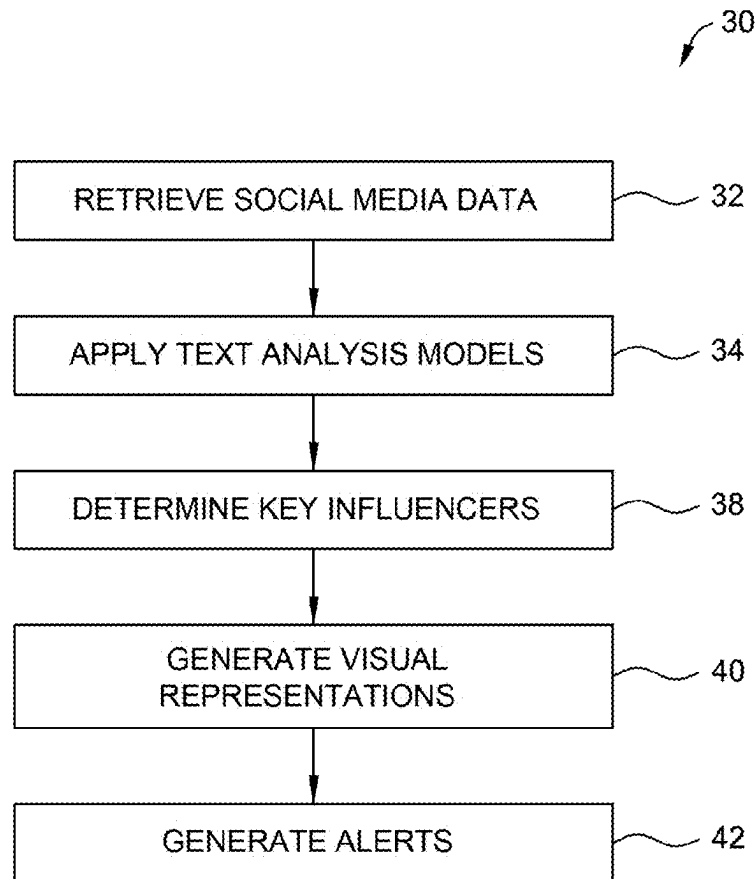 30
RETRIEVE SOCIAL MEDIA DATA
32
APPLY TEXT ANALYSIS MODELS
34
DETERMINE KEY INFLUENCERS
38
GENERATE VISUAL
REPRESENTATIONS
40
GENERATE ALERTS
42